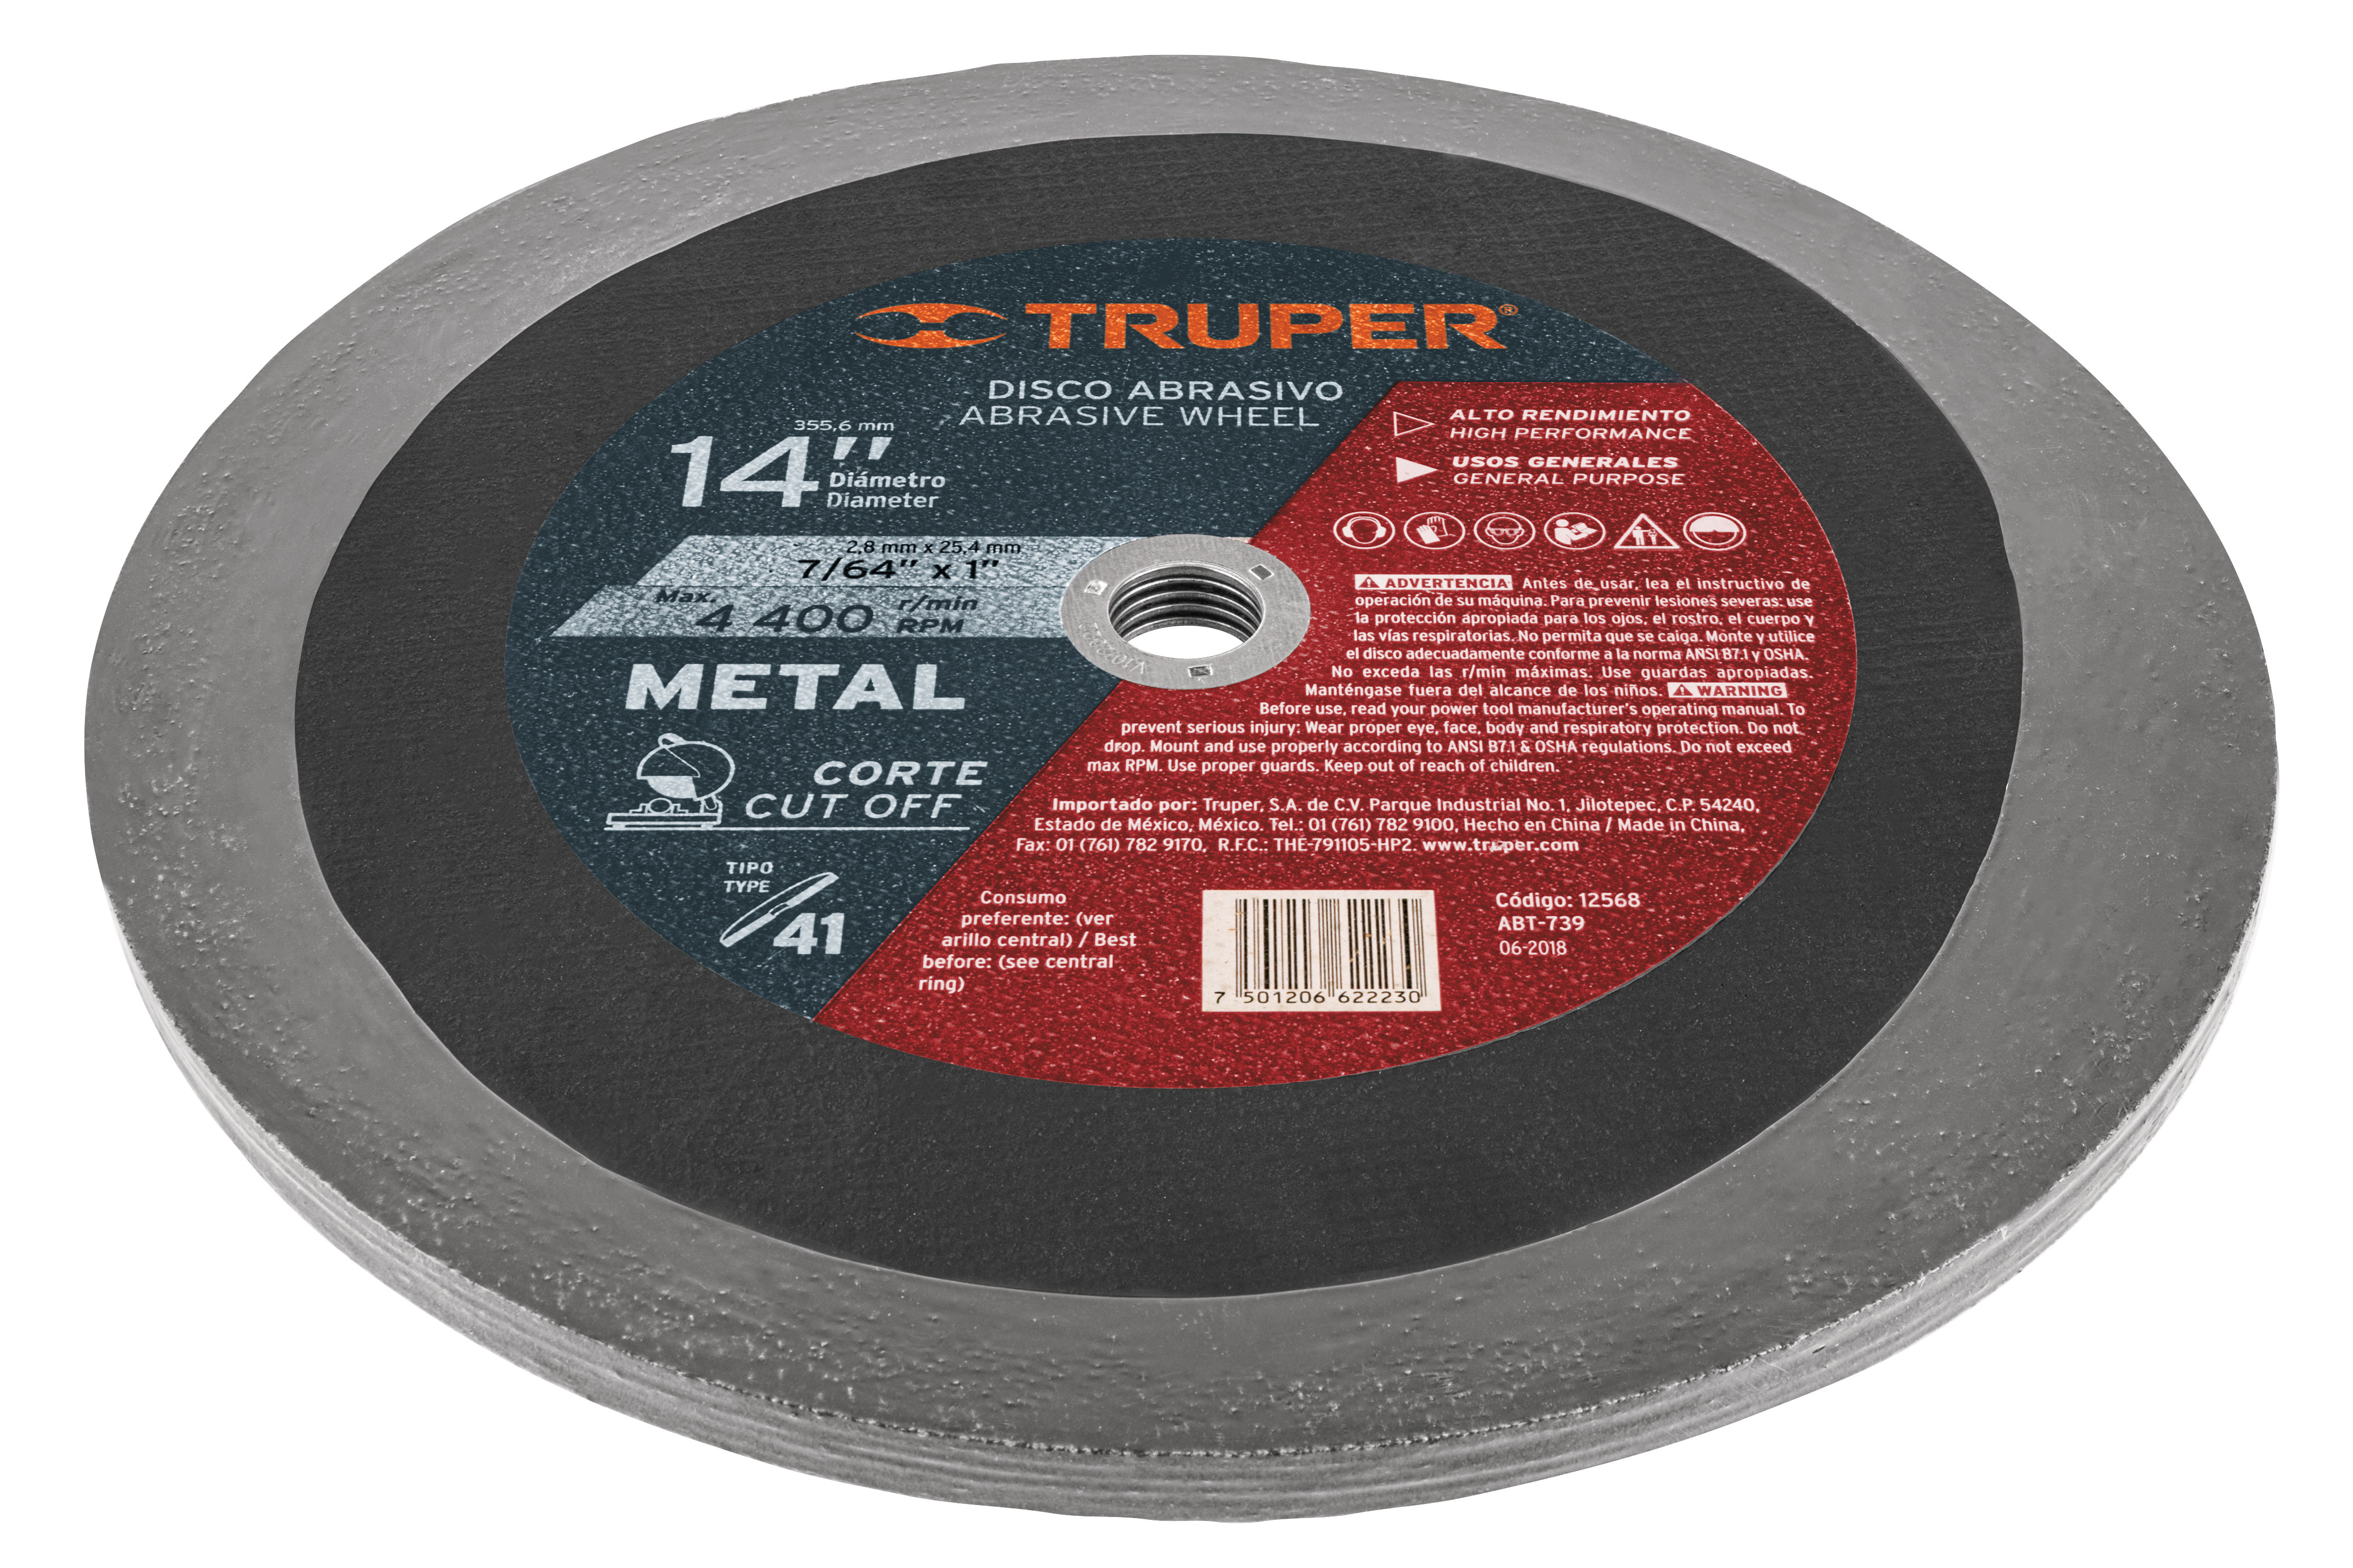 TRUPER®
DISCO ABRASIVO
ABRASIVE WHEEL
355,6 mm
14"
Diámetro
Diameter
2,8 mm x 25,4 mm
7/64" x 1"
Max.
4 400 r/min
RPM
METAL
CORTE
CUT OFF
TIPO
TYPE
41
ALTO RENDIMIENTO
HIGH PERFORMANCE
USOS GENERALES
GENERAL PURPOSE
ADVERTENCIA: Antes de usar, lea el instructivo de
operación de su máquina. Para prevenir lesiones severas: use
la protección apropiada para los ojos, el rostro, el cuerpo y
las vías respiratorias. No permita que se caiga. Monte y utilice
el disco adecuadamente conforme a la norma ANSI B7.1 y OSHA.
No exceda las r/min máximas. Use guardas apropiadas.
Manténgase fuera del alcance de los niños. WARNING
Before use, read your power tool manufacturer's operating manual. To
prevent serious injury: Wear proper eye, face, body and respiratory protection. Do not
drop. Mount and use properly according to ANSI B7.1 & OSHA regulations. Do not exceed
max RPM. Use proper guards. Keep out of reach of children.
Importado por: Truper, S.A. de C.V. Parque Industrial No. 1, Jilotepec, C.P. 54240,
Estado de México, México. Tel.: 01 (761) 782 9100, Hecho en China / Made in China,
Fax: 01 (761) 782 9170, R.F.C.: THE-791105-HP2. www.truper.com
Consumo
preferente: (ver
arillo central) / Best
before: (see central
ring)
7 501206 622230
Código: 12568
ABT-739
06-2018